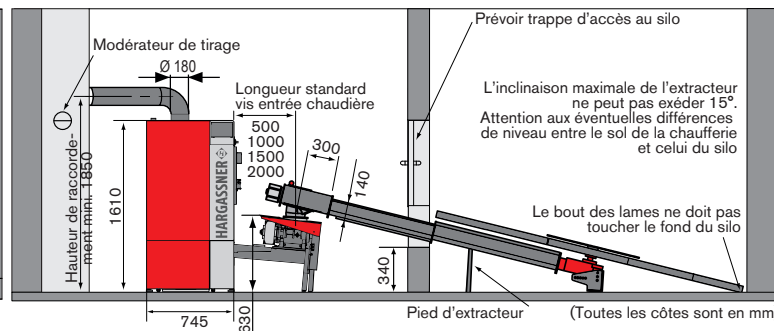 Modérateur de tirage
Ø 180
Hauteur de raccorde-
ment mini. 1850
1610
HARGASSNER
745
Longueur standard
vis entrée chaudière
500
1000
1500
2000
300
140
630
340
Prévoir trappe d'accès au silo
L'inclinaison maximale de l'extracteur
ne peut pas exéder 15°.
Attention aux éventuelles différences
de niveau entre le sol de la chaufferie
et celui du silo
Le bout des lames ne doit pas
toucher le fond du silo
Pied d'extracteur
(Toutes les côtes sont en mm